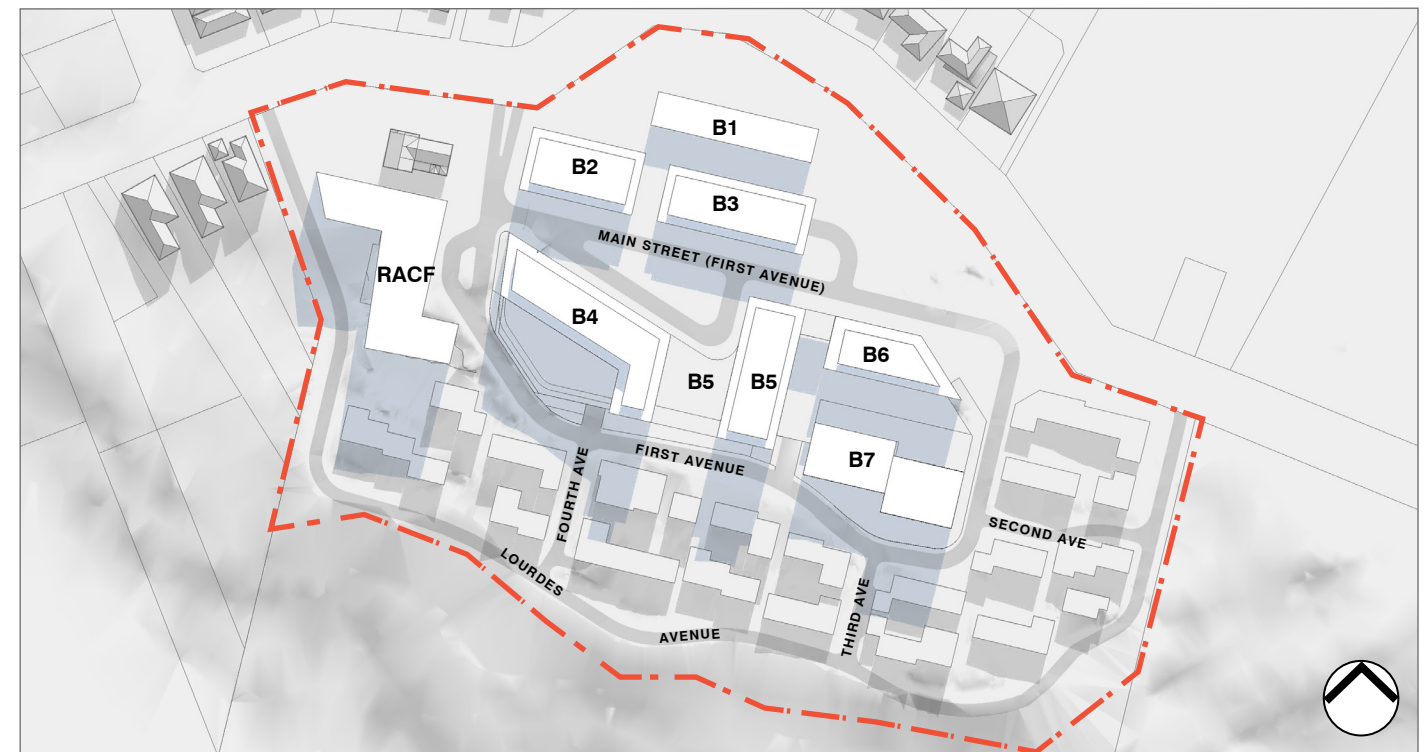 B1
B2
B3
MAIN STREET (FIRST AVENUE)
RACF
B4
B6
B5
B5
B7
FIRST AVENUE
FOURTH AVE
SECOND AVE
LOURDES
AVENUE
THIRD AVE